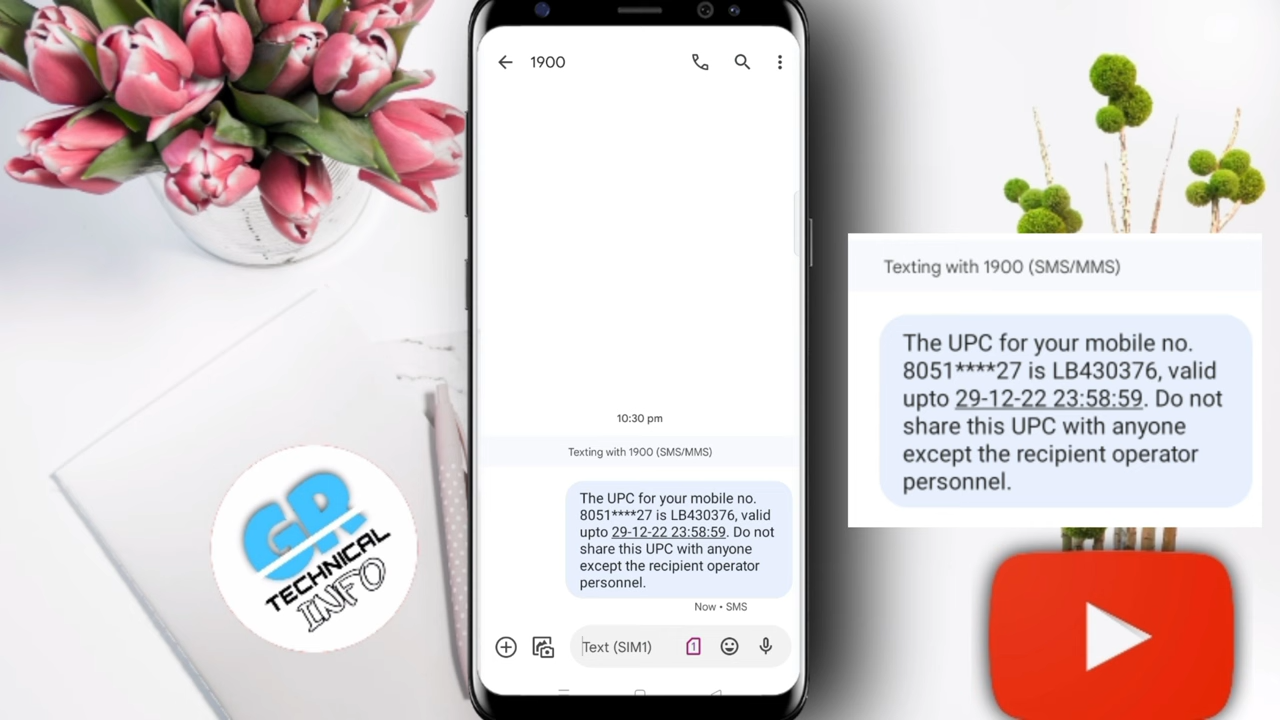 1900
10:30 pm
Texting with 1900 (SMS/MMS)
The UPC for your mobile no.
8051****27 is LB430376, valid
upto 29-12-22 23:58:59. Do not
share this UPC with anyone
except the recipient operator
personnel.
Now • SMS
Text (SIM1)
1
Texting with 1900 (SMS/MMS)
The UPC for your mobile no.
8051****27 is LB430376, valid
upto 29-12-22 23:58:59. Do not
share this UPC with anyone
except the recipient operator
personnel.
GR
TECHNICAL
INFO